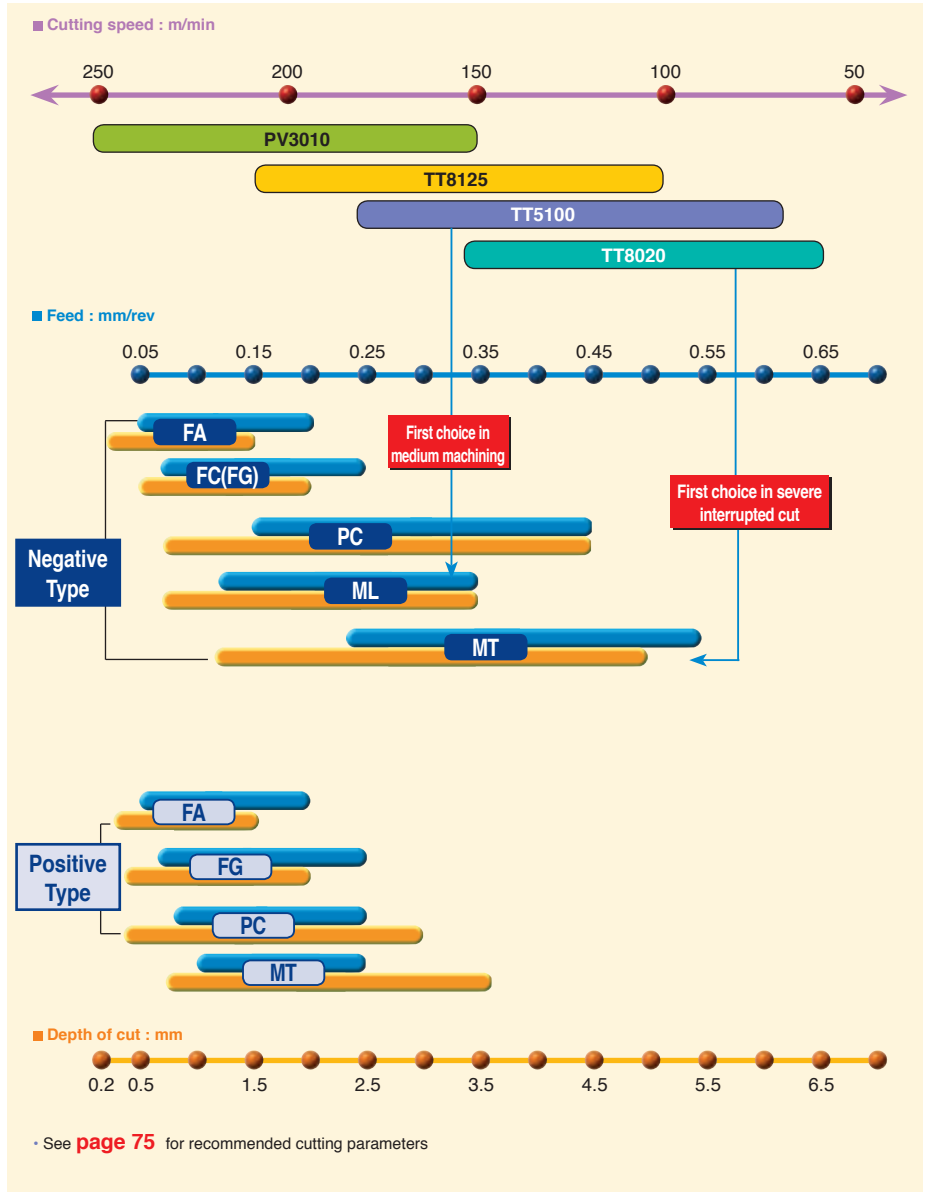 Cutting speed : m/min
250 200 150 100 50
PV3010
TT8125
TT5100
TT8020
Feed : mm/rev
0.05 0.15 0.25 0.35 0.45 0.55 0.65
First choice in
medium machining
First choice in severe
interrupted cut
Negative
Type
FA
FC(FG)
PC
ML
MT
Positive
Type
FA
FG
PC
MT
Depth of cut : mm
0.2 0.5 1.5 2.5 3.5 4.5 5.5 6.5
• See page 75 for recommended cutting parameters